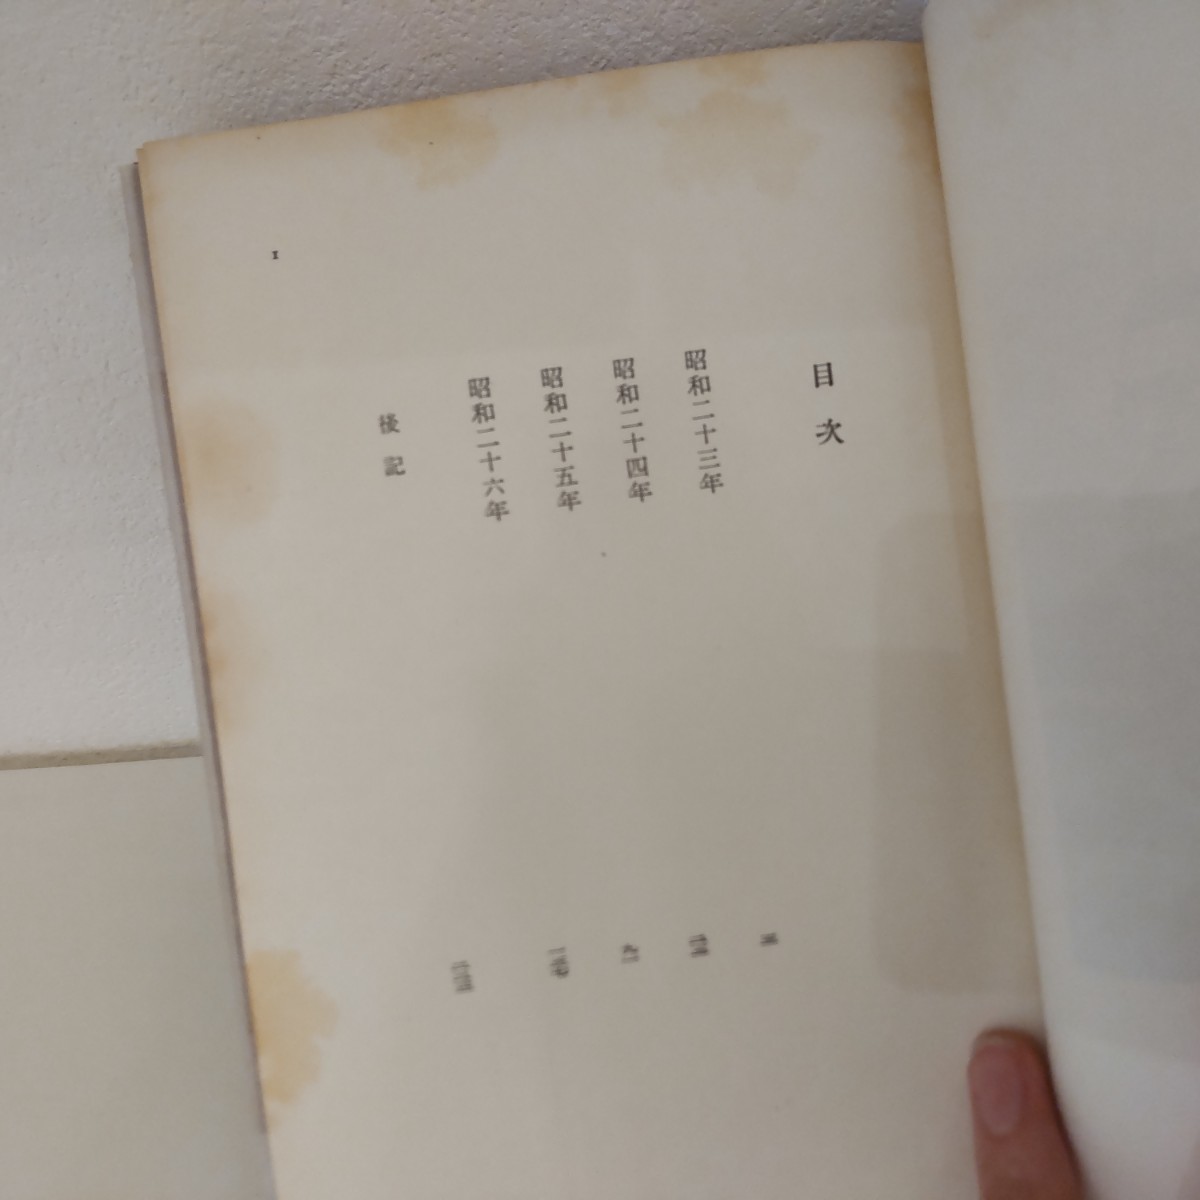 目次
昭和二十三年
昭和二十四年
昭和二十五年
昭和二十六年
後記
1